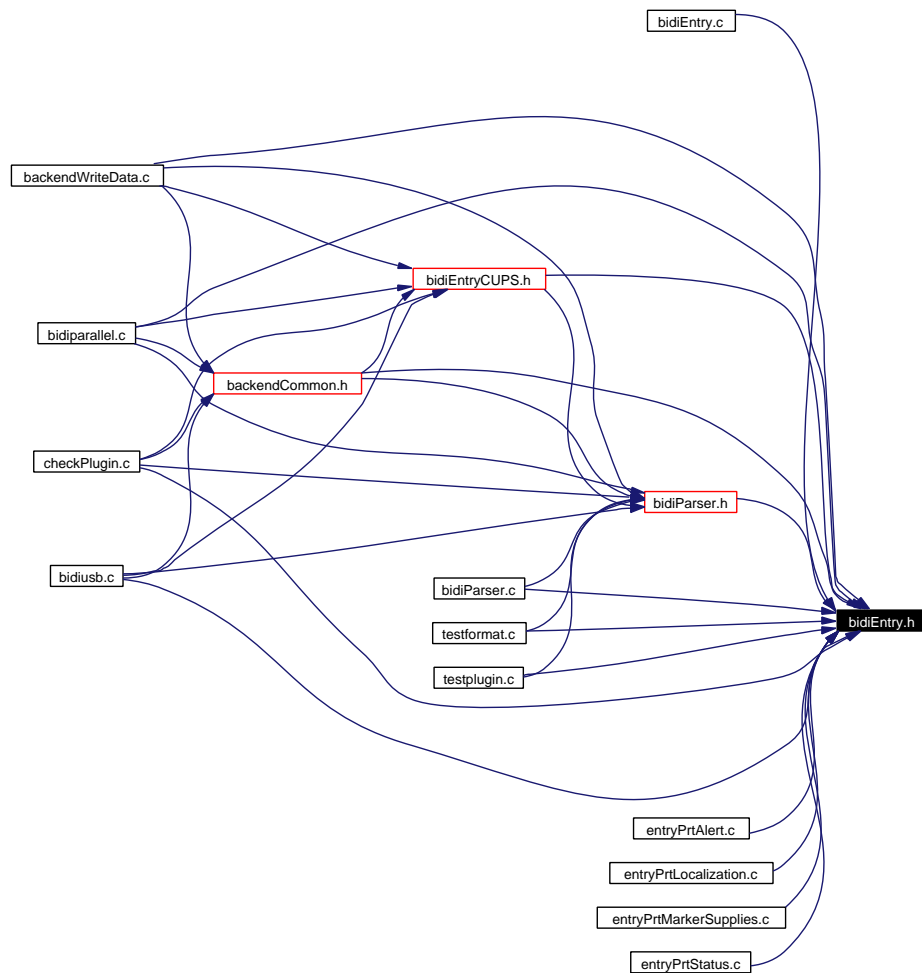 bidiEntry.c
backendWriteData.c
bidiEntryCUPS.h
bidiparallel.c
backendCommon.h
checkPlugin.c
bidiParser.h
bidiusb.c
bidiParser.c
bidiEntry.h
testformat.c
testplugin.c
entryPrtAlert.c
entryPrtLocalization.c
entryPrtMarkerSupplies.c
entryPrtStatus.c